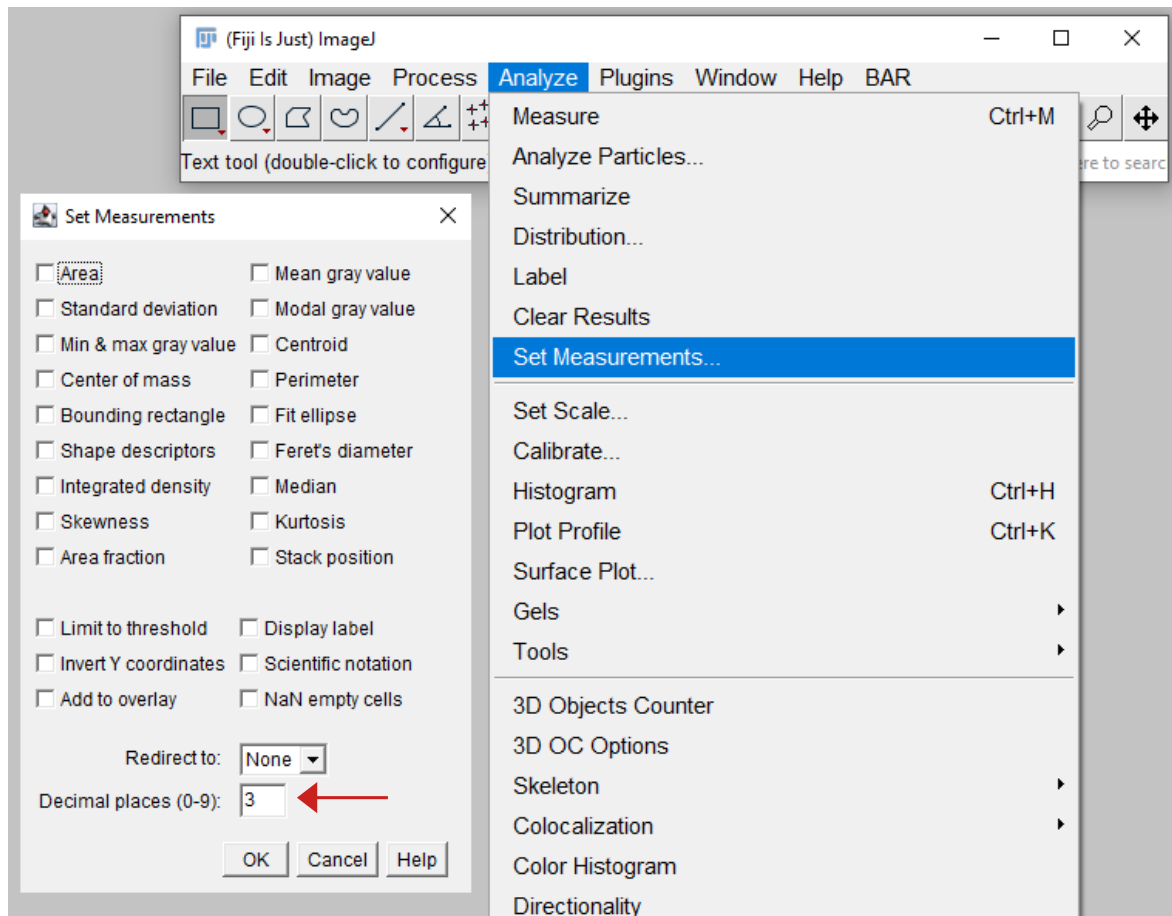 (Fiji Is Just) ImageJ
File Edit Image Process Analyze Plugins Window Help BAR
Text tool (double-click to configure
ere to searc
Measure Ctrl+M
Analyze Particles...
Summarize
Distribution...
Label
Clear Results
Set Measurements...
Set Scale...
Calibrate...
Histogram Ctrl+H
Plot Profile Ctrl+K
Surface Plot...
Gels
Tools
3D Objects Counter
3D OC Options
Skeleton
Colocalization
Color Histogram
Directionality
Set Measurements
Area Mean gray value
Standard deviation Modal gray value
Min & max gray value Centroid
Center of mass Perimeter
Bounding rectangle Fit ellipse
Shape descriptors Feret's diameter
Integrated density Median
Skewness Kurtosis
Area fraction Stack position
Limit to threshold Display label
Invert Y coordinates Scientific notation
Add to overlay NaN empty cells
Redirect to: None
Decimal places (0-9): 3
OK Cancel Help